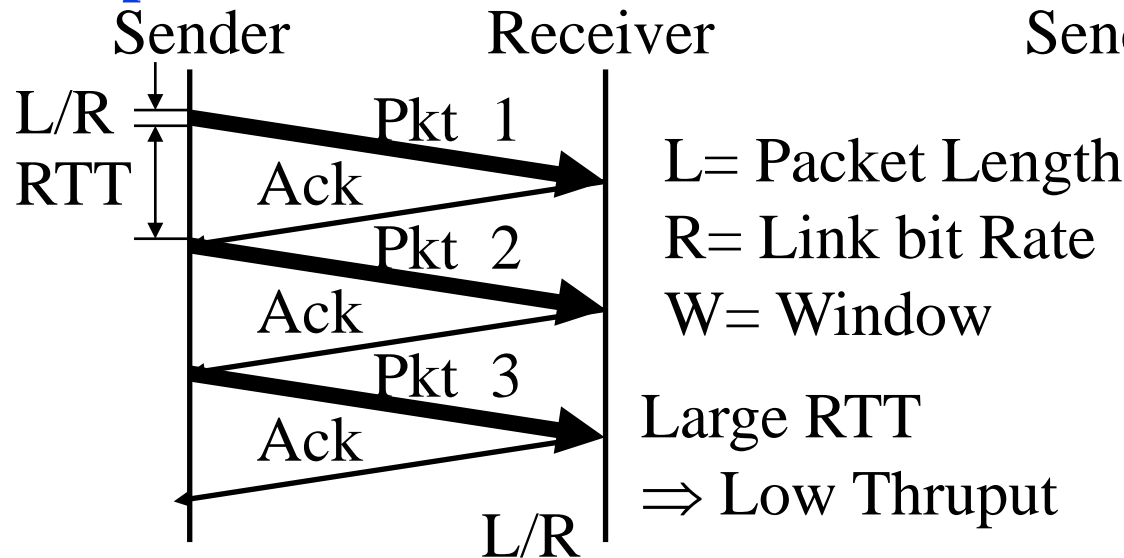 Sender
Receiver
L/R
RTT
Pkt 1
Ack
Pkt 2
Ack
Pkt 3
Ack
L= Packet Length
R= Link bit Rate
W= Window
Large RTT
⇒ Low Thruput
L/R